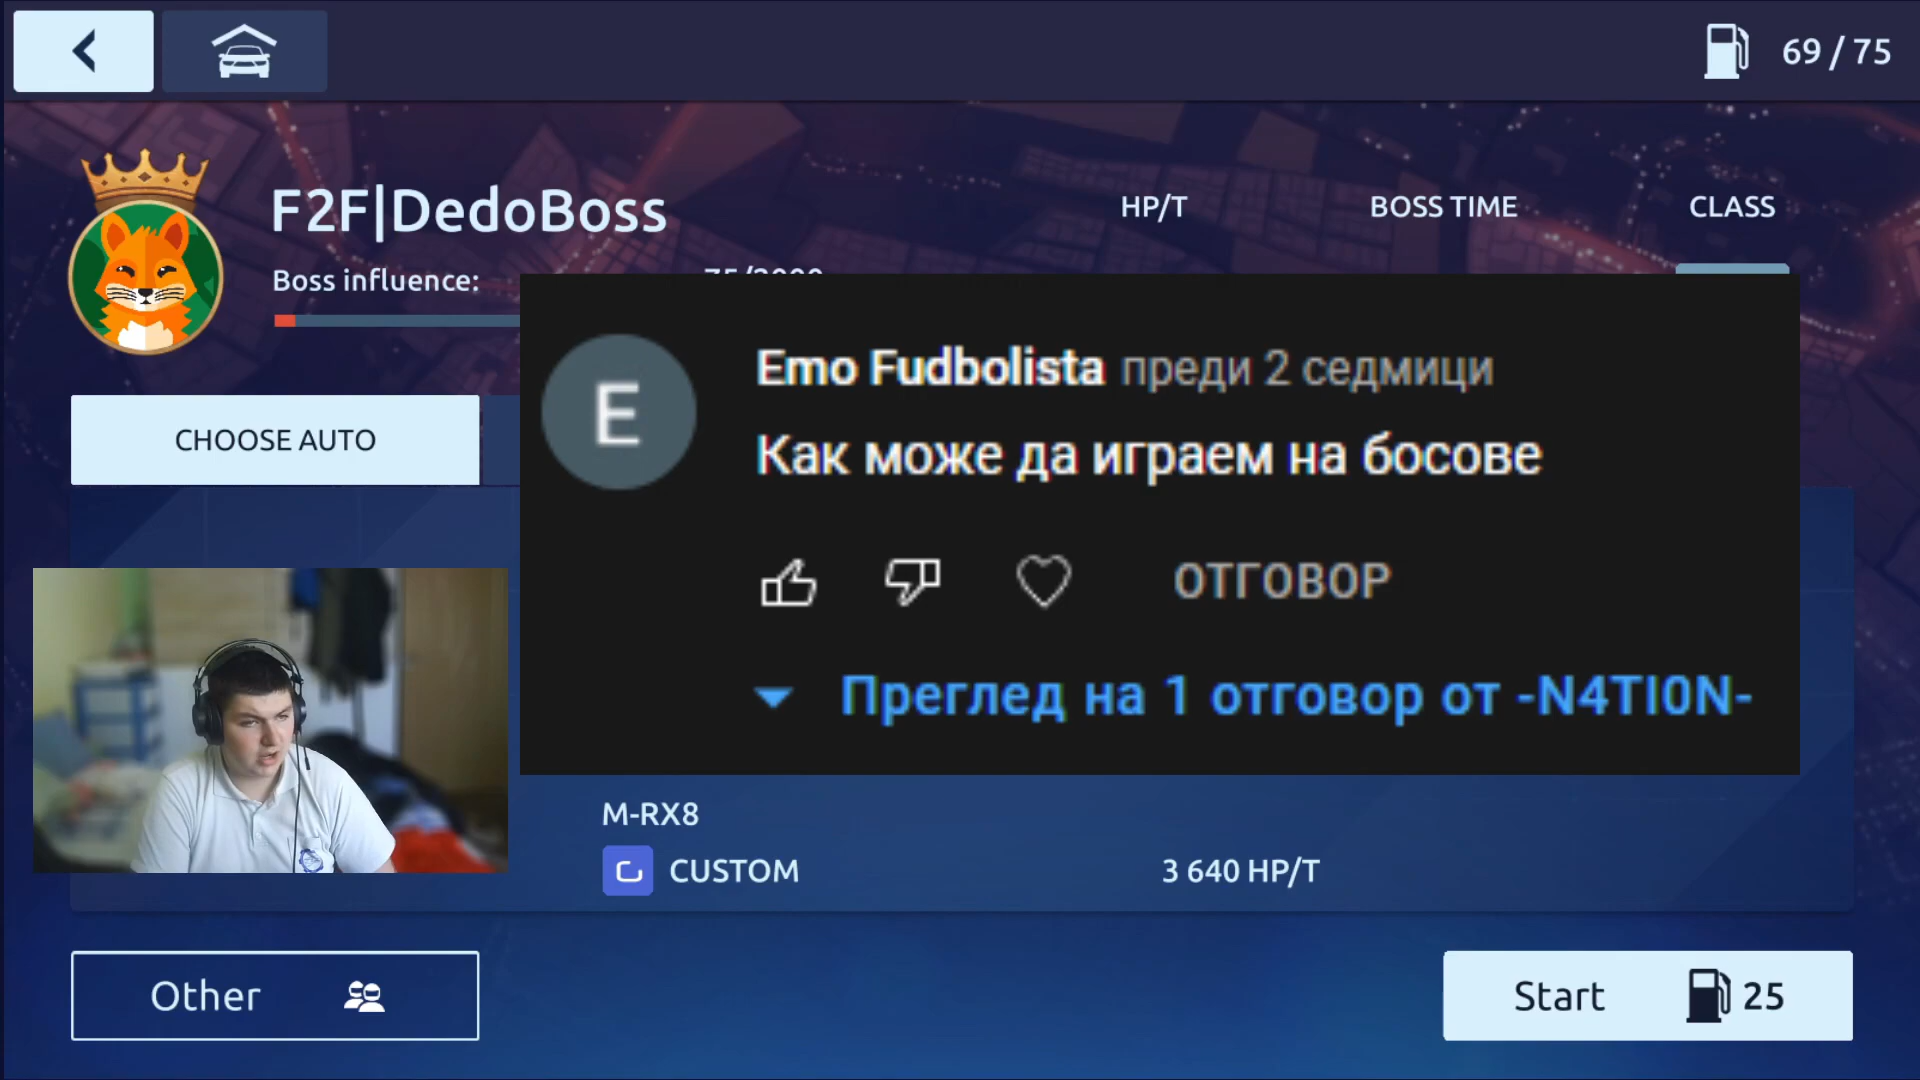 69 / 75
F2F|DedoBoss
HP/T BOSS TIME CLASS
Boss influence: 75/2000
CHOOSE AUTO
E
Emo Fudbolista преди 2 седмици
Как може да играем на босове
ОТГОВОР
Преглед на 1 отговор от -N4TI0N-
M-RX8
CUSTOM 3 640 HP/T
Other
Start 25